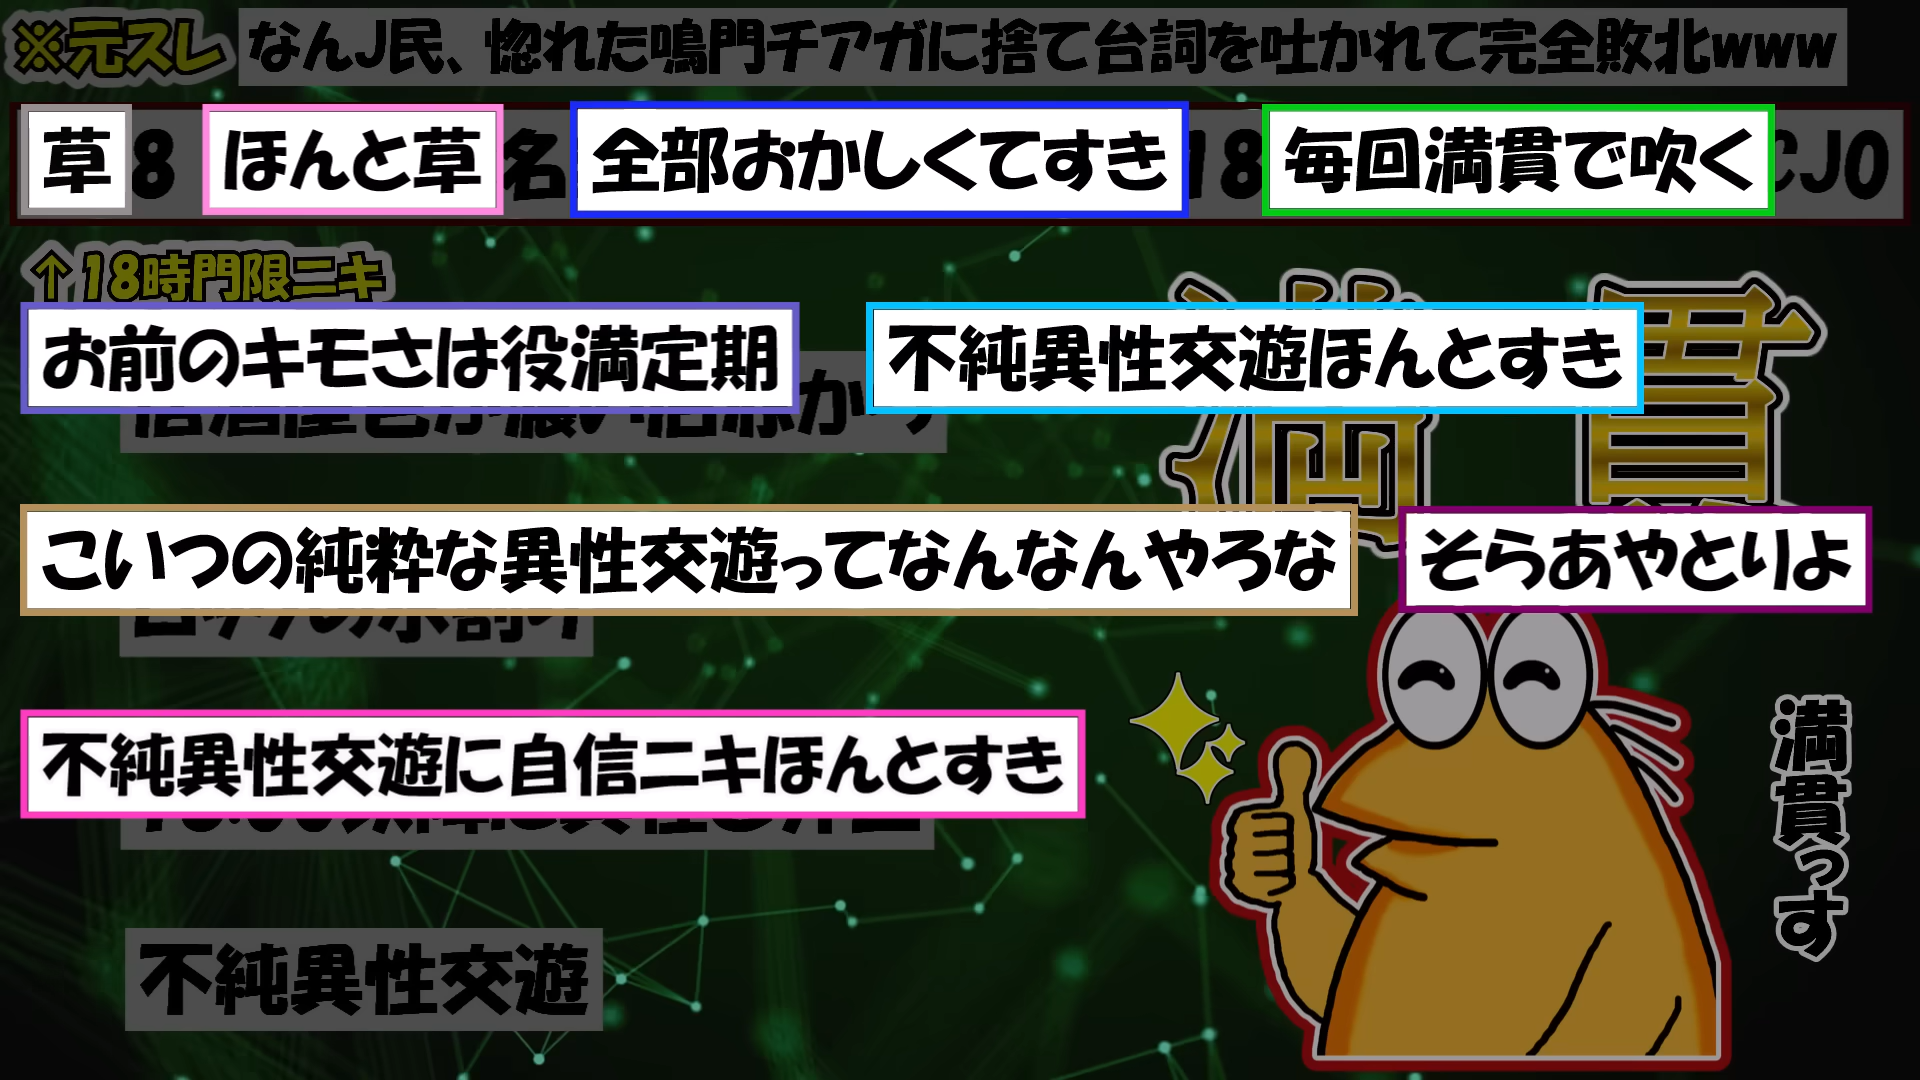 ※元スレ なんJ民、惚れた鳴門チアガに捨て台詞を吐かれて完全敗北www
草 8 ほんと草 名 全部おかしくてすき 18 毎回満貫で吹く CJ0
↑18時門限ニキ
お前のキモさは役満定期 不純異性交遊ほんとすき
満貫
こいつの純粋な異性交遊ってなんなんやろな そらあやとりよ
不純異性交遊に自信ニキほんとすき
満貫っす
不純異性交遊